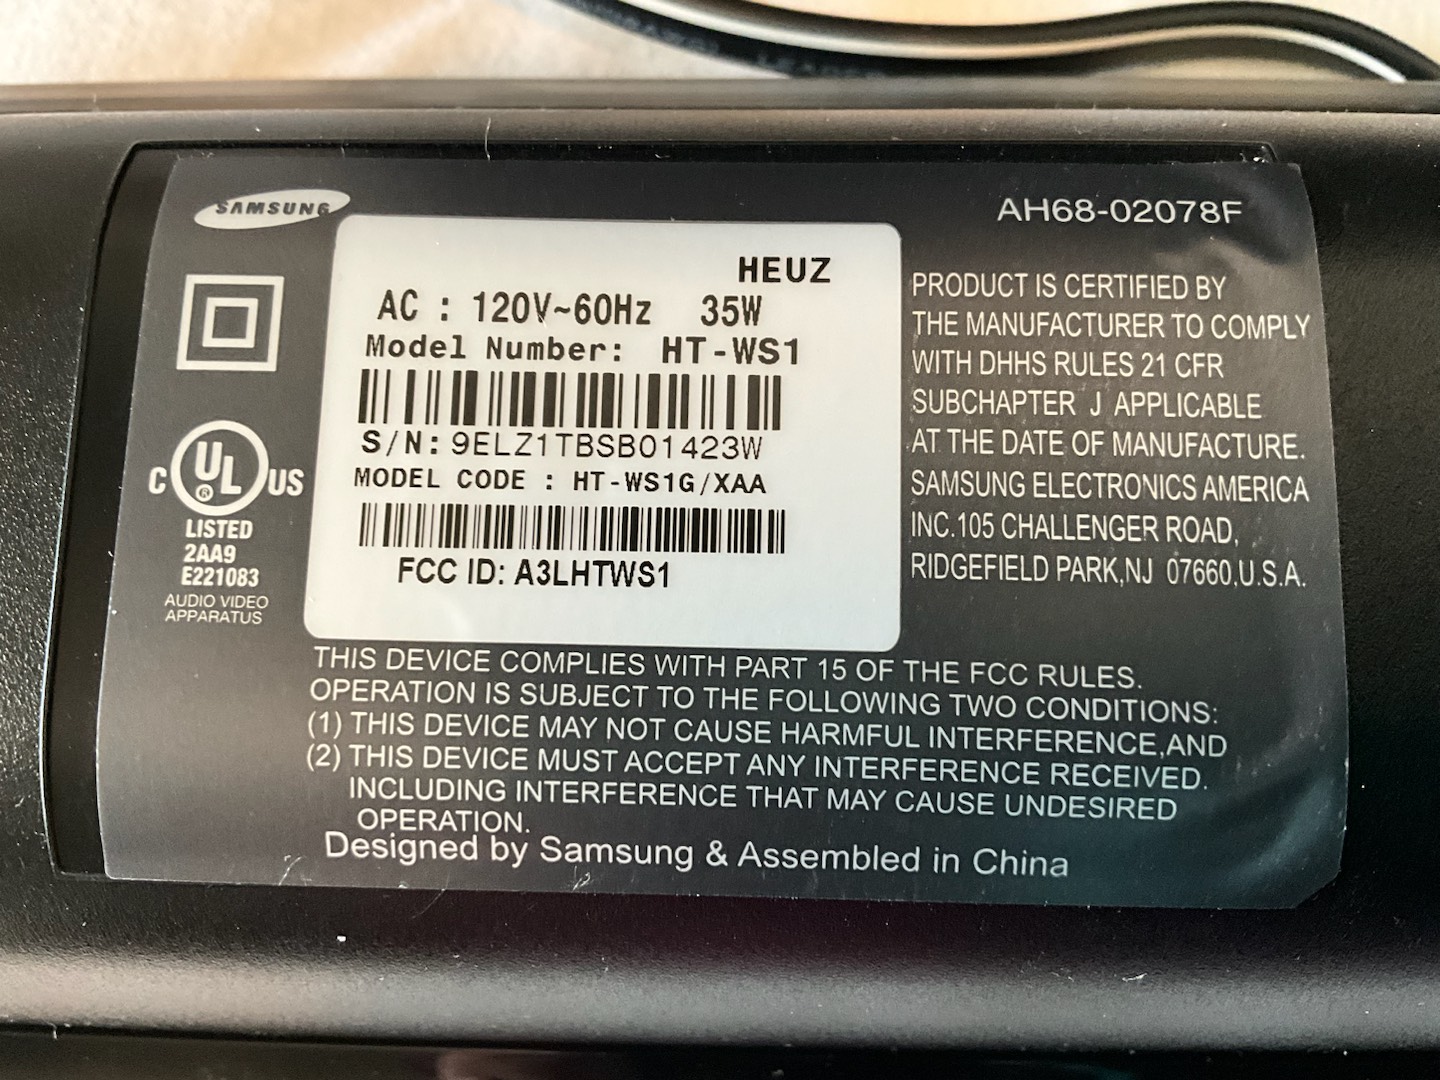 SAMSUNG
AH68-02078F
HEUZ
AC : 120V~60Hz 35W
Model Number: HT-WS1
S/N: 9ELZ1TBSB01423W
MODEL CODE : HT-WS1G/XAA
FCC ID: A3LHTWS1
C UL US
®
LISTED
2AA9
E221083
AUDIO VIDEO
APPARATUS
PRODUCT IS CERTIFIED BY
THE MANUFACTURER TO COMPLY
WITH DHHS RULES 21 CFR
SUBCHAPTER J APPLICABLE
AT THE DATE OF MANUFACTURE.
SAMSUNG ELECTRONICS AMERICA
INC.105 CHALLENGER ROAD,
RIDGEFIELD PARK,NJ 07660,U.S.A.
THIS DEVICE COMPLIES WITH PART 15 OF THE FCC RULES.
OPERATION IS SUBJECT TO THE FOLLOWING TWO CONDITIONS:
(1) THIS DEVICE MAY NOT CAUSE HARMFUL INTERFERENCE,AND
(2) THIS DEVICE MUST ACCEPT ANY INTERFERENCE RECEIVED.
INCLUDING INTERFERENCE THAT MAY CAUSE UNDESIRED
OPERATION.
Designed by Samsung & Assembled in China